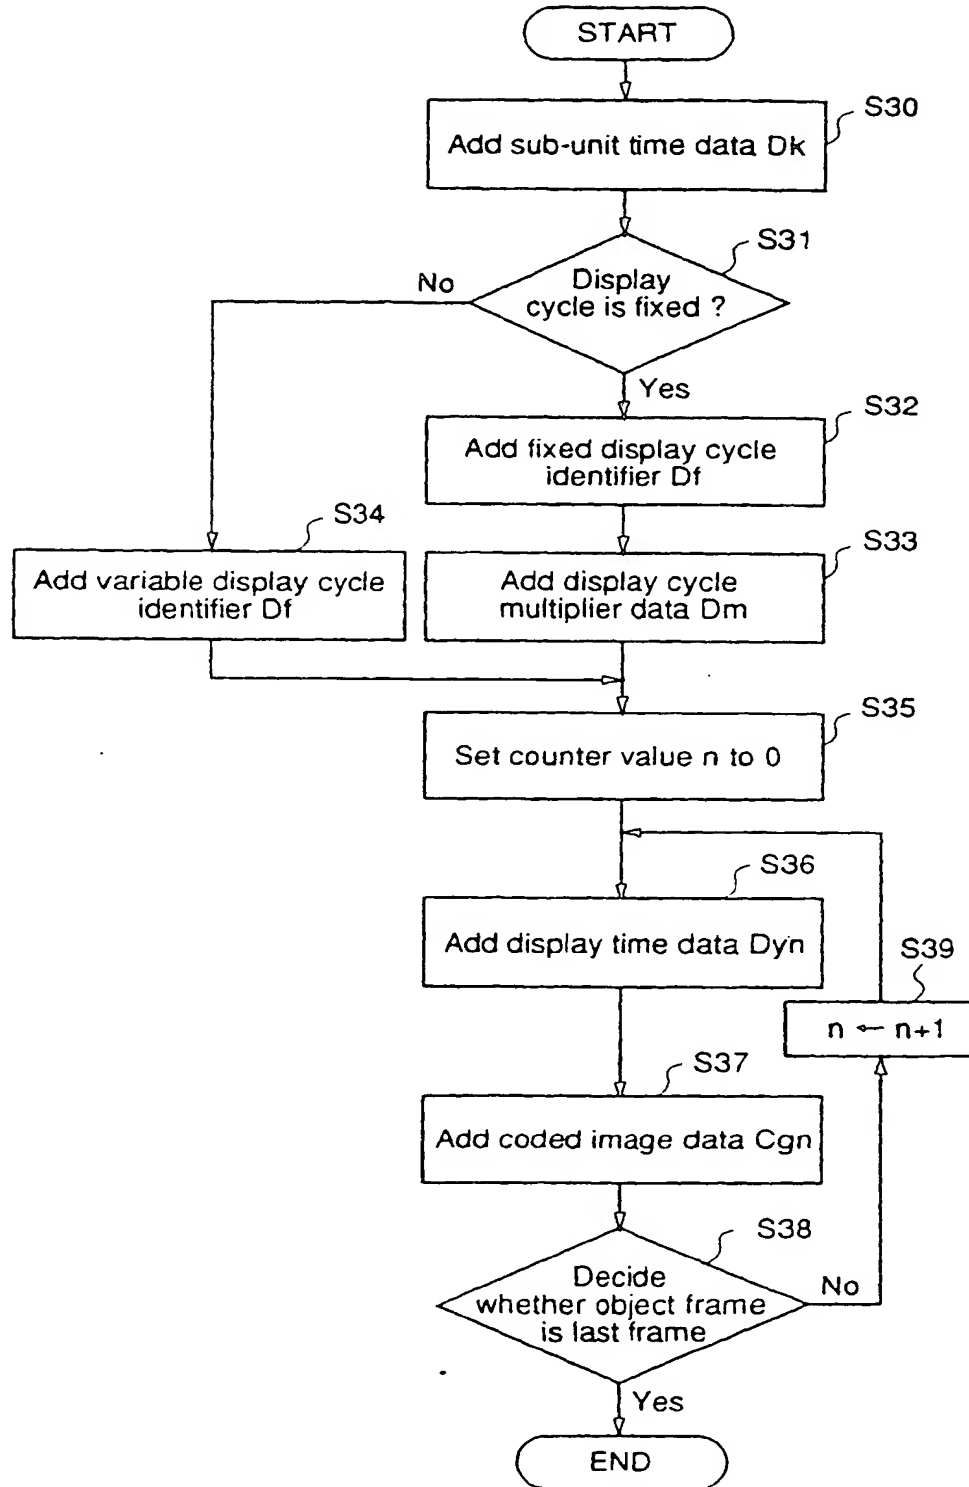 START
S30
Add sub-unit time data Dk
S31
Display
cycle is fixed ?
No
Yes
S32
Add fixed display cycle
identifier Df
S34
Add variable display cycle
identifier Df
S33
Add display cycle
multiplier data Dm
S35
Set counter value n to 0
S36
Add display time data Dyn
S39
n ← n+1
S37
Add coded image data Cgn
S38
Decide
whether object frame
is last frame
No
Yes
END